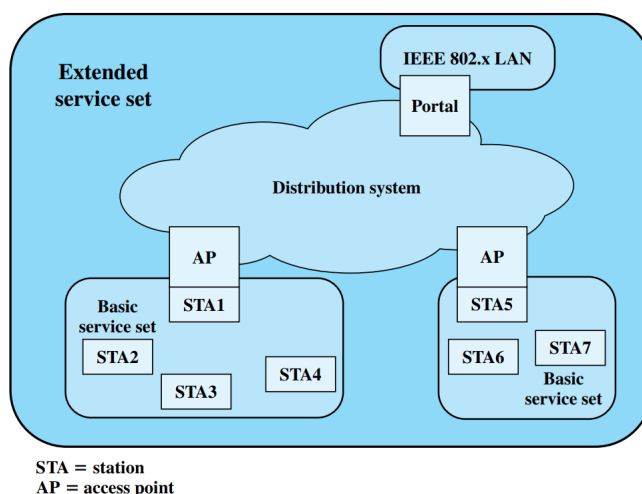 IEEE 802.x LAN
Extended
service set
Portal
Distribution system
AP
AP
STA1
STA5
Basic
service set
STA2
STA3
STA4
STA6
STA7
Basic
service set
STA = station
AP = access point